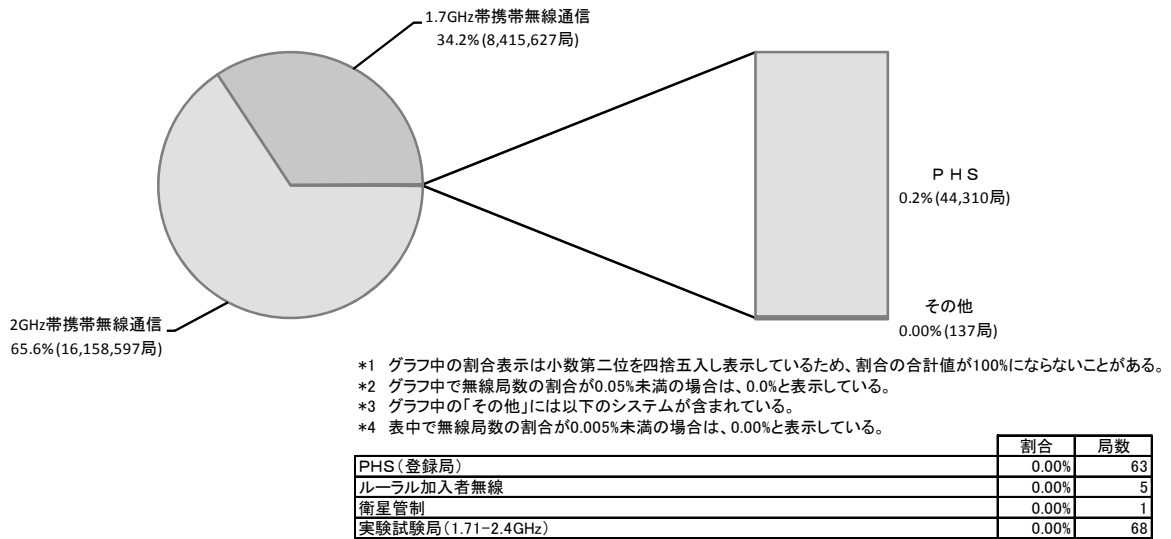 1.7GHz帯携帯無線通信
34.2%(8,415,627局)
PHS
0.2%(44,310局)
その他
0.00%(137局)
2GHz帯携帯無線通信
65.6%(16,158,597局)
*1 グラフ中の割合表示は小数第二位を四捨五入し表示しているため、割合の合計値が100%にならないことがある。
*2 グラフ中で無線局数の割合が0.05%未満の場合は、0.0%と表示している。
*3 グラフ中の「その他」には以下のシステムが含まれている。
*4 表中で無線局数の割合が0.005%未満の場合は、0.00%と表示している。
割合 局数
PHS(登録局) 0.00% 63
ルーラル加入者無線 0.00% 5
衛星管制 0.00% 1
実験試験局(1.71-2.4GHz) 0.00% 68